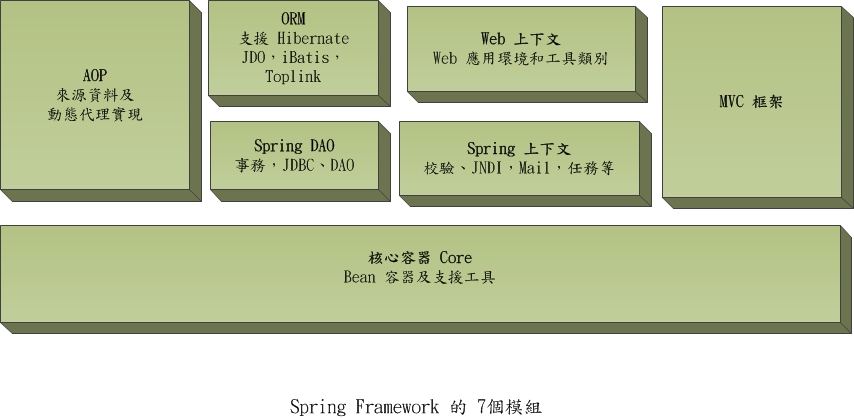 AOP
來源資料及
動態代理實現
ORM
支援 Hibernate
JDO，iBatis，
Toplink
Web 上下文
Web 應用環境和工具類別
MVC 框架
Spring DAO
事務，JDBC、DAO
Spring 上下文
校驗、JNDI，Mail，任務等
核心容器 Core
Bean 容器及支援工具
Spring Framework 的 7個模組